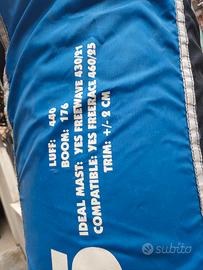 LUFF: 440
BOOM: 176
IDEAL MAST: YES FREEWAVE 430/21
COMPATIBLE: YES FREERACE 460/25
TRIM: +/- 2 CM
subito